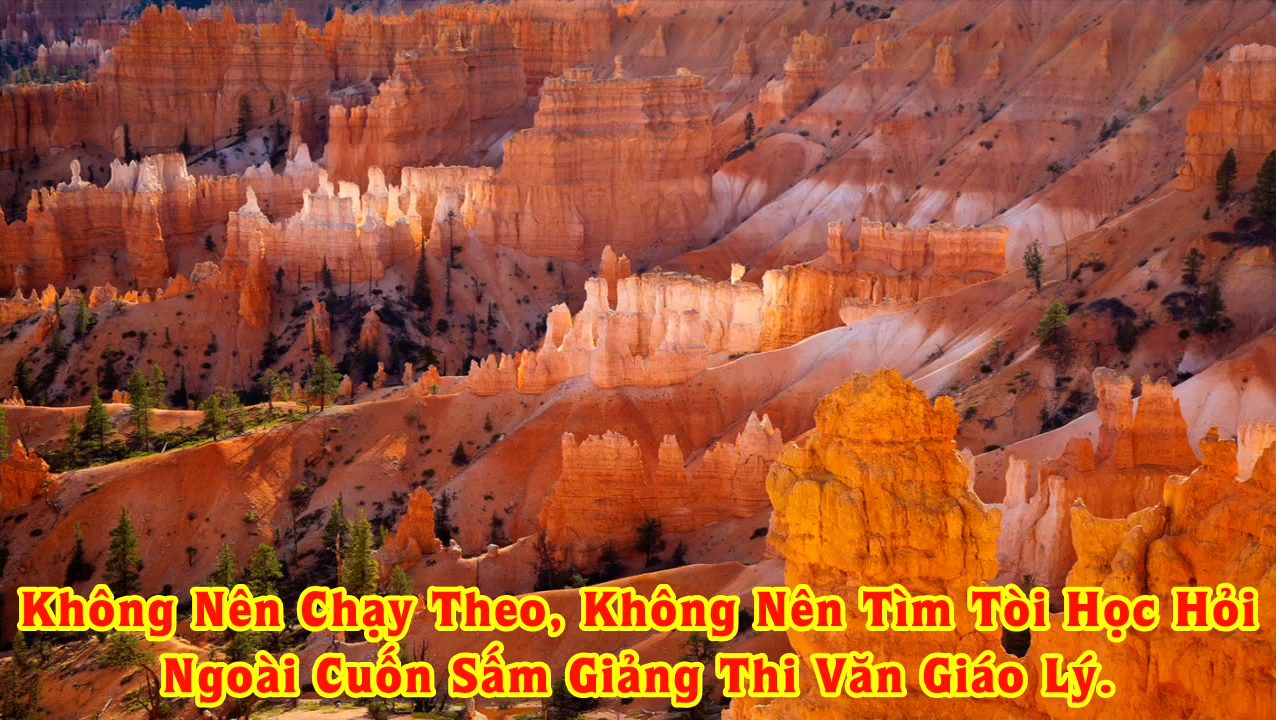 Không Nên Chạy Theo, Không Nên Tìm Tòi Học Hỏi
Ngoài Cuốn Sấm Giảng Thi Văn Giáo Lý.